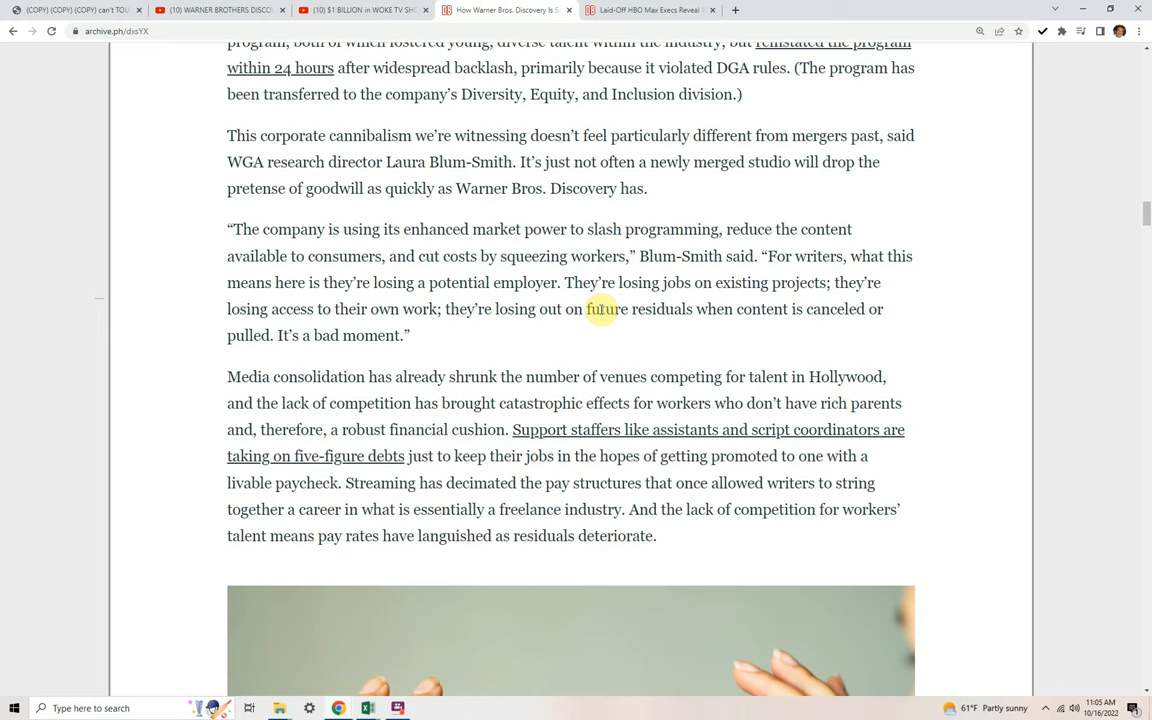 (COPY) (COPY) (COPY) can't TOU
(10) WARNER BROTHERS DISCO
(10) $1 BILLION in WOKE TV SH
How Warner Bros. Discovery Is S
Laid-Off HBO Max Execs Reveal
archive.ph/dxsYX
program, both of which fostered young, diverse talent within the industry, but reinstated the program
within 24 hours after widespread backlash, primarily because it violated DGA rules. (The program has
been transferred to the company's Diversity, Equity, and Inclusion division.)
This corporate cannibalism we're witnessing doesn't feel particularly different from mergers past, said
WGA research director Laura Blum-Smith. It's just not often a newly merged studio will drop the
pretense of goodwill as quickly as Warner Bros. Discovery has.
“The company is using its enhanced market power to slash programming, reduce the content
available to consumers, and cut costs by squeezing workers,” Blum-Smith said. “For writers, what this
means here is they're losing a potential employer. They're losing jobs on existing projects; they're
losing access to their own work; they're losing out on future residuals when content is canceled or
pulled. It's a bad moment.”
Media consolidation has already shrunk the number of venues competing for talent in Hollywood,
and the lack of competition has brought catastrophic effects for workers who don't have rich parents
and, therefore, a robust financial cushion. Support staffers like assistants and script coordinators are
taking on five-figure debts just to keep their jobs in the hopes of getting promoted to one with a
livable paycheck. Streaming has decimated the pay structures that once allowed writers to string
together a career in what is essentially a freelance industry. And the lack of competition for workers'
talent means pay rates have languished as residuals deteriorate.
Type here to search
61°F Partly sunny
11:05 AM
10/16/2022